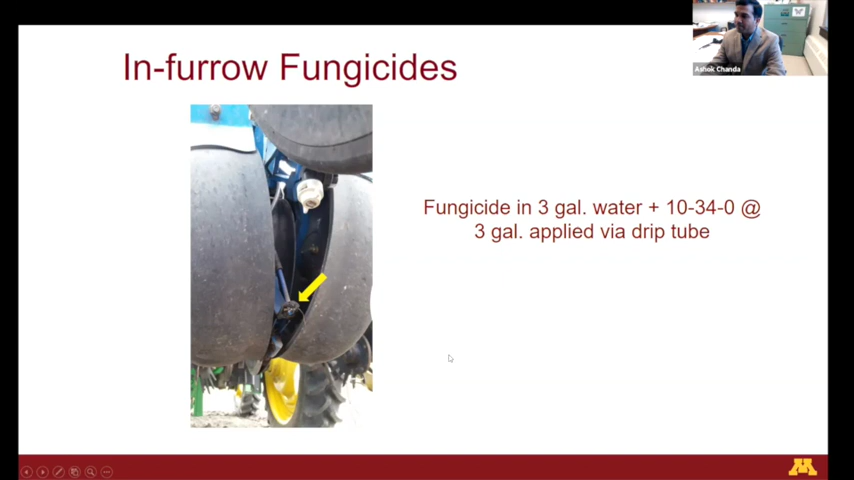 In-furrow Fungicides
Ashok Chanda
Fungicide in 3 gal. water + 10-34-0 @
3 gal. applied via drip tube
M